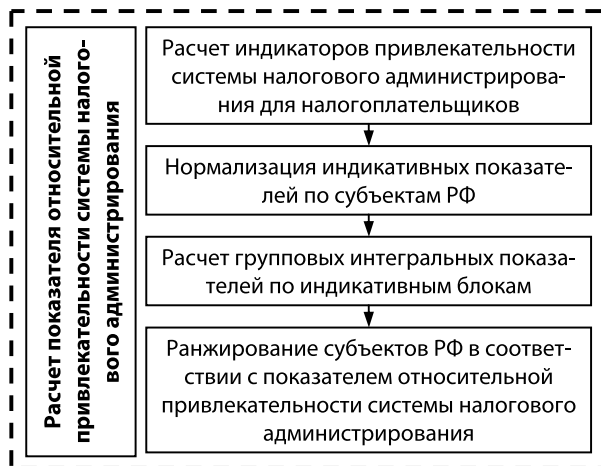 Расчет показателя относительной
привлекательности системы налого-
вого администрирования
Расчет индикаторов привлекательности
системы налогового администрирова-
ния для налогоплательщиков
Нормализация индикативных показате-
лей по субъектам РФ
Расчет групповых интегральных показа-
телей по индикативным блокам
Ранжирование субъектов РФ в соответ-
ствии с показателем относительной
привлекательности системы налогового
администрирования